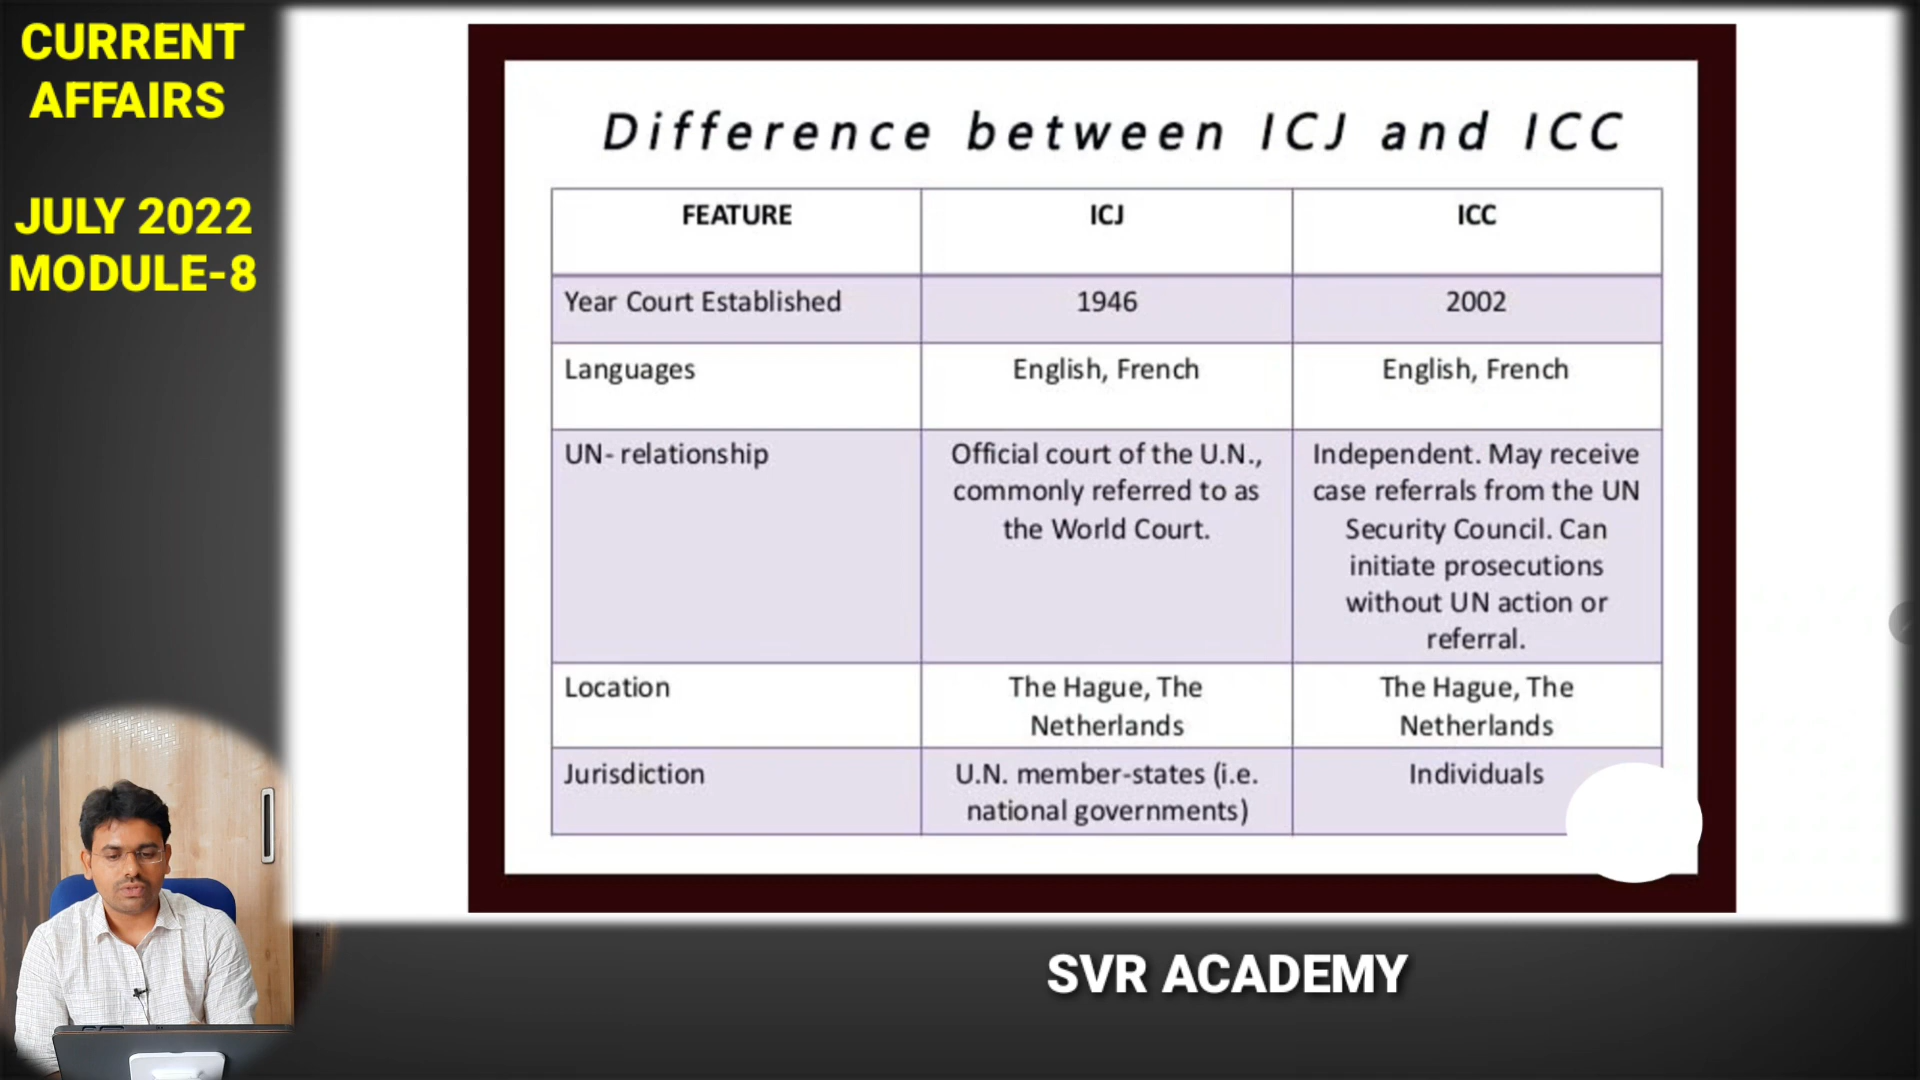 CURRENT
AFFAIRS
JULY 2022
MODULE-8
Difference between ICJ and ICC
FEATURE
ICJ
ICC
Year Court Established
1946
2002
Languages
English, French
English, French
UN- relationship
Official court of the U.N.,
commonly referred to as
the World Court.
Independent. May receive
case referrals from the UN
Security Council. Can
initiate prosecutions
without UN action or
referral.
Location
The Hague, The
Netherlands
The Hague, The
Netherlands
Jurisdiction
U.N. member-states (i.e.
national governments)
Individuals
SVR ACADEMY